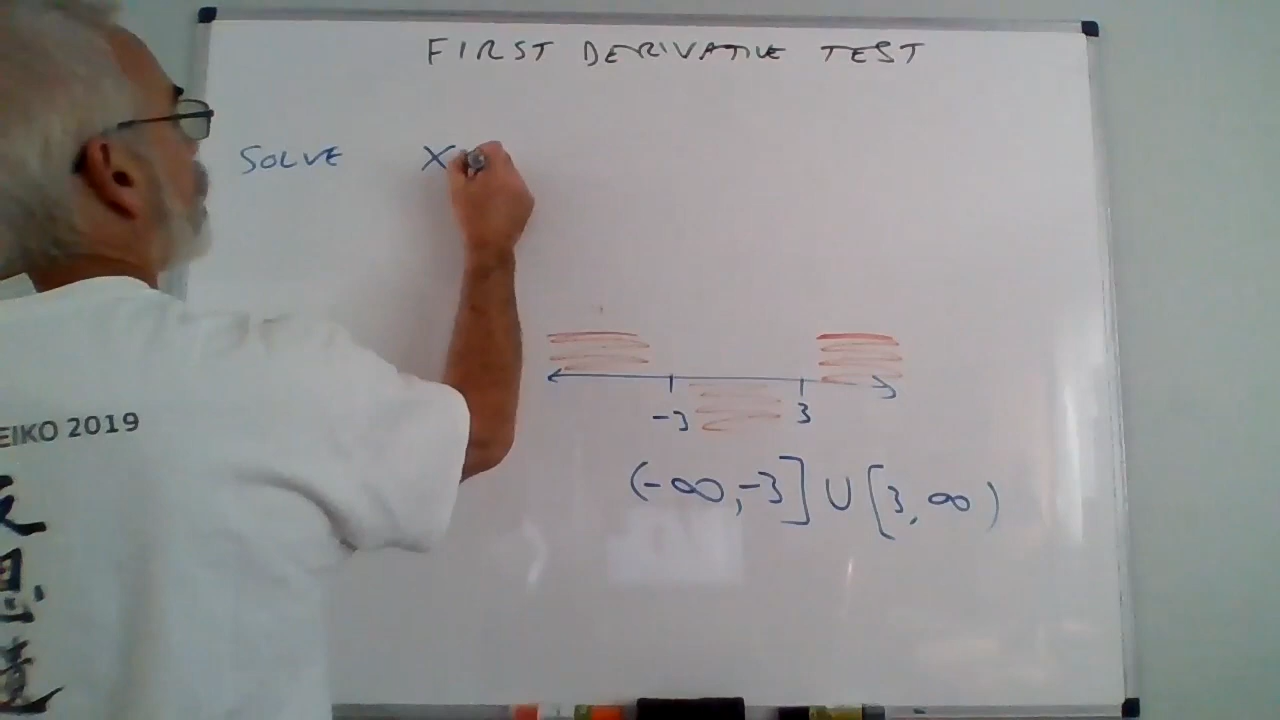 FIRST DERIVATIVE TEST
SOLVE X
-3 3
(-∞,-3] U [3,∞)
EIKO 2019